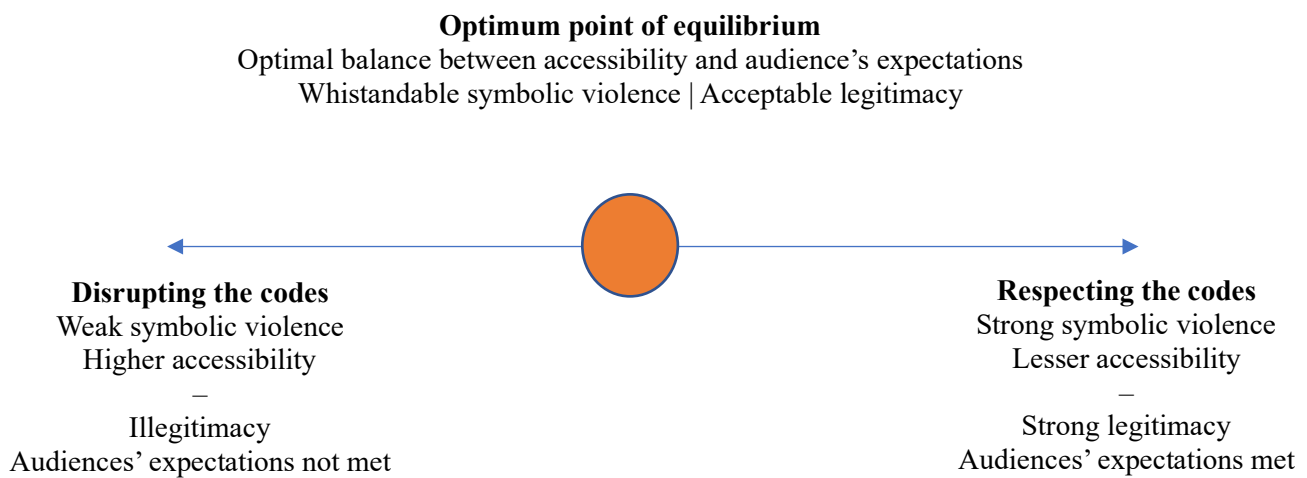 Optimum point of equilibrium
Optimal balance between accessibility and audience’s expectations
Whistandable symbolic violence | Acceptable legitimacy
Disrupting the codes
Weak symbolic violence
Higher accessibility
–
Illegitimacy
Audiences’ expectations not met
Respecting the codes
Strong symbolic violence
Lesser accessibility
–
Strong legitimacy
Audiences’ expectations met